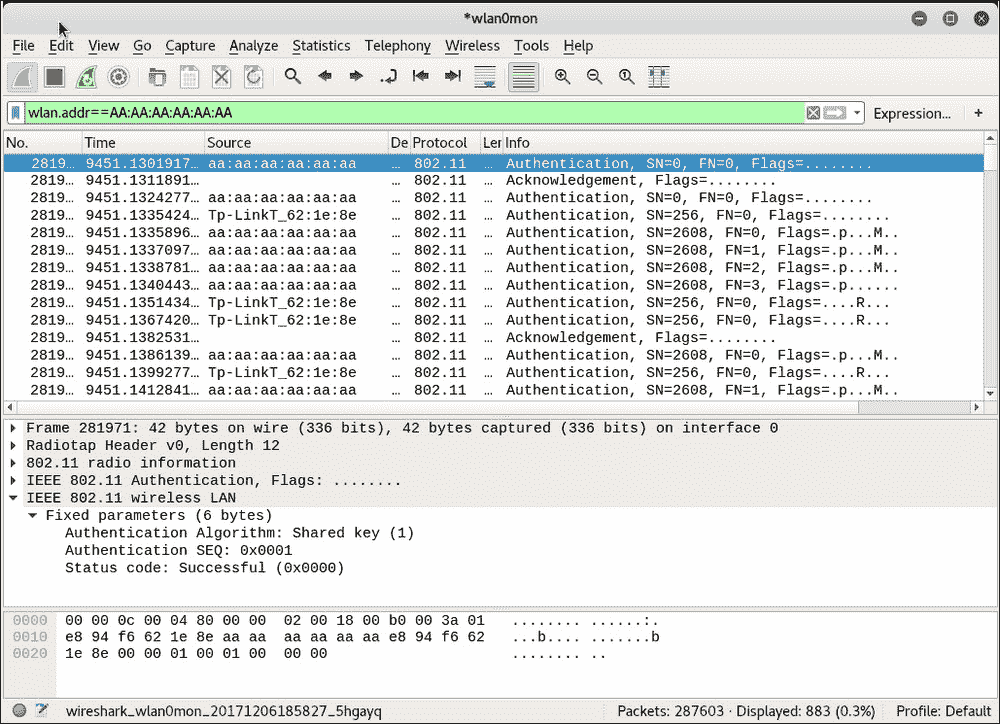 *wlan0mon
File Edit View Go Capture Analyze Statistics Telephony Wireless Tools Help
wlan.addr==AA:AA:AA:AA:AA:AA Expression... +
No. Time Source De Protocol Ler Info
2819… 9451.1301917… aa:aa:aa:aa:aa:aa … 802.11 … Authentication, SN=0, FN=0, Flags=........
2819… 9451.1311891… … 802.11 … Acknowledgement, Flags=........
2819… 9451.1324277… aa:aa:aa:aa:aa:aa … 802.11 … Authentication, SN=0, FN=0, Flags=........
2819… 9451.1335424… Tp-LinkT_62:1e:8e … 802.11 … Authentication, SN=256, FN=0, Flags=........
2819… 9451.1335896… aa:aa:aa:aa:aa:aa … 802.11 … Authentication, SN=2608, FN=0, Flags=.p...M..
2819… 9451.1337097… aa:aa:aa:aa:aa:aa … 802.11 … Authentication, SN=2608, FN=1, Flags=.p...M..
2819… 9451.1338781… aa:aa:aa:aa:aa:aa … 802.11 … Authentication, SN=2608, FN=2, Flags=.p...M..
2819… 9451.1340443… aa:aa:aa:aa:aa:aa … 802.11 … Authentication, SN=2608, FN=3, Flags=.p......
2819… 9451.1351434… Tp-LinkT_62:1e:8e … 802.11 … Authentication, SN=256, FN=0, Flags=....R...
2819… 9451.1367420… Tp-LinkT_62:1e:8e … 802.11 … Authentication, SN=256, FN=0, Flags=....R...
2819… 9451.1382531… … 802.11 … Acknowledgement, Flags=........
2819… 9451.1386139… aa:aa:aa:aa:aa:aa … 802.11 … Authentication, SN=2608, FN=0, Flags=.p...M..
2819… 9451.1399277… Tp-LinkT_62:1e:8e … 802.11 … Authentication, SN=256, FN=0, Flags=....R...
2819… 9451.1412841… aa:aa:aa:aa:aa:aa … 802.11 … Authentication, SN=2608, FN=1, Flags=.p...M..
Frame 281971: 42 bytes on wire (336 bits), 42 bytes captured (336 bits) on interface 0
Radiotap Header v0, Length 12
802.11 radio information
IEEE 802.11 Authentication, Flags: ........
IEEE 802.11 wireless LAN
Fixed parameters (6 bytes)
Authentication Algorithm: Shared key (1)
Authentication SEQ: 0x0001
Status code: Successful (0x0000)
0000 00 00 0c 00 04 80 00 00 02 00 18 00 b0 00 3a 01 ........ ......:.
0010 e8 94 f6 62 1e 8e aa aa aa aa aa aa e8 94 f6 62 ...b.... .......b
0020 1e 8e 00 00 01 00 01 00 00 00 ........ ..
wireshark_wlan0mon_20171206185827_5hgayq Packets: 287603 · Displayed: 883 (0.3%) Profile: Default